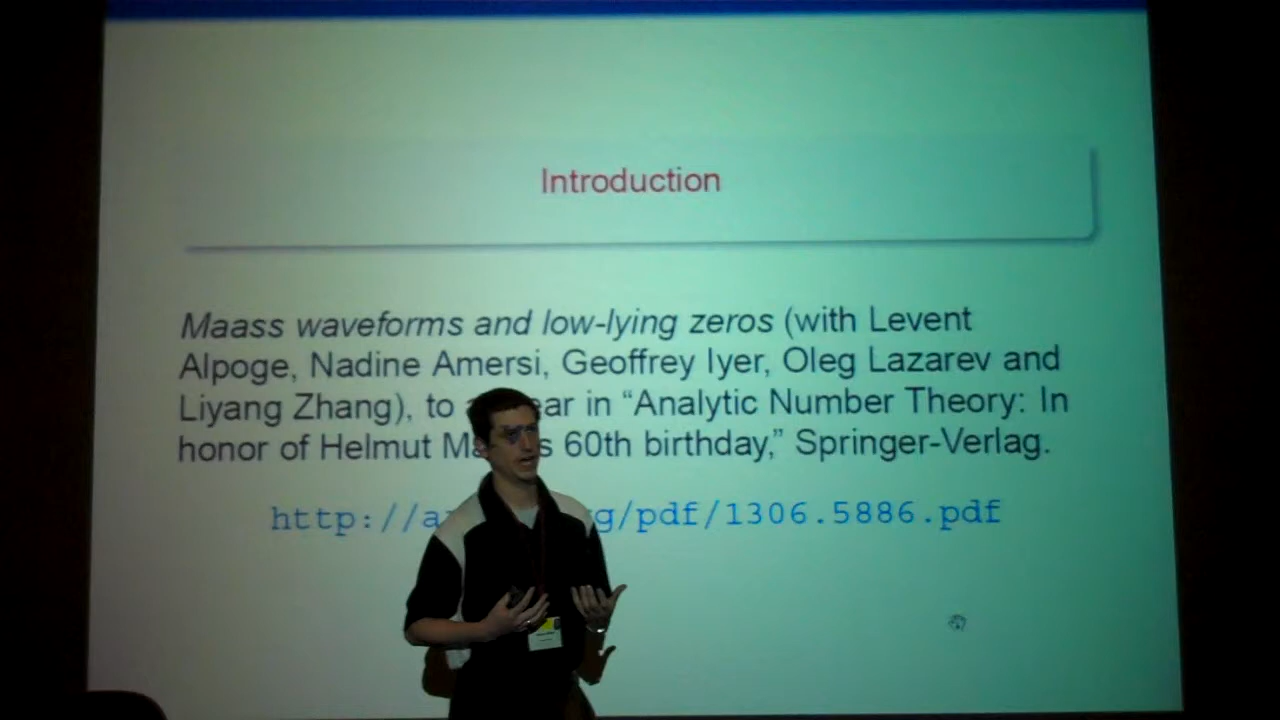 Introduction
Maass waveforms and low-lying zeros (with Levent
Alpoge, Nadine Amersi, Geoffrey Iyer, Oleg Lazarev and
Liyang Zhang), to ear in “Analytic Number Theory: In
honor of Helmut Ma s 60th birthday,” Springer-Verlag.
http://a g/pdf/1306.5886.pdf